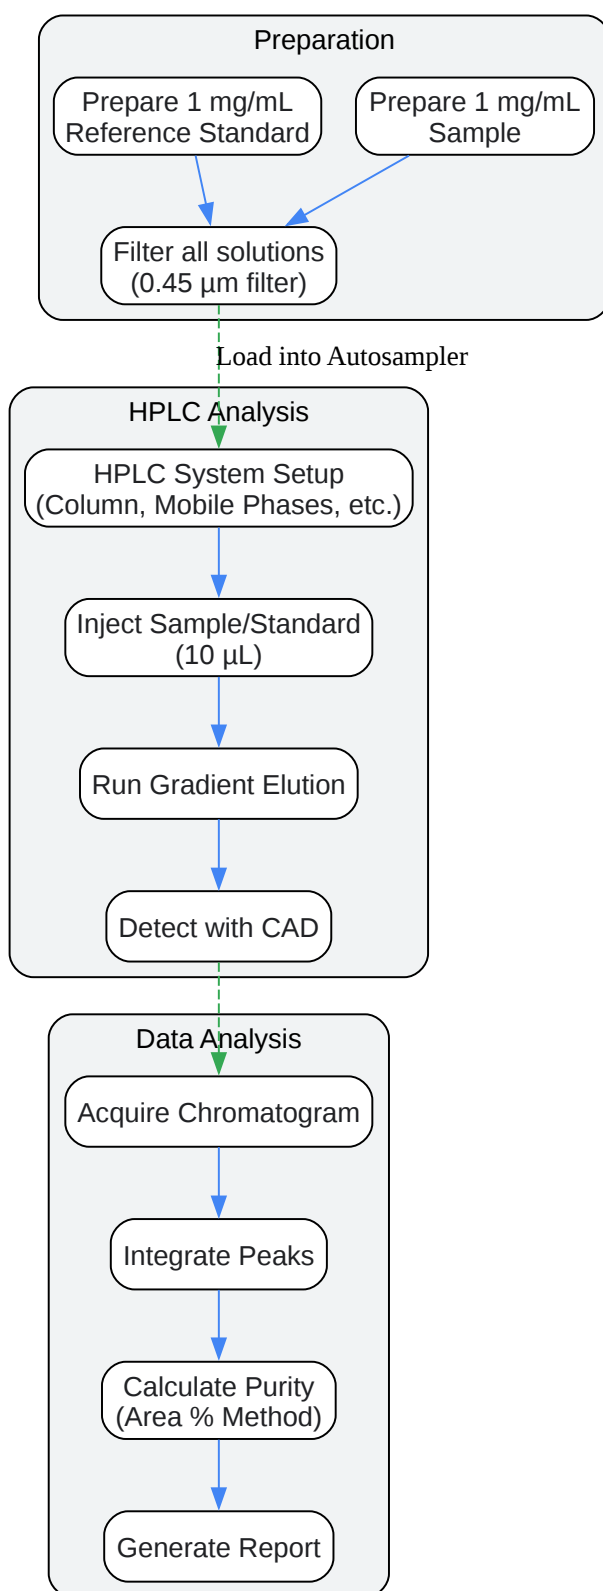 Preparation
Prepare 1 mg/mL
Reference Standard
Prepare 1 mg/mL
Sample
Filter all solutions
(0.45 µm filter)
Load into Autosampler
HPLC Analysis
HPLC System Setup
(Column, Mobile Phases, etc.)
Inject Sample/Standard
(10 µL)
Run Gradient Elution
Detect with CAD
Data Analysis
Acquire Chromatogram
Integrate Peaks
Calculate Purity
(Area % Method)
Generate Report